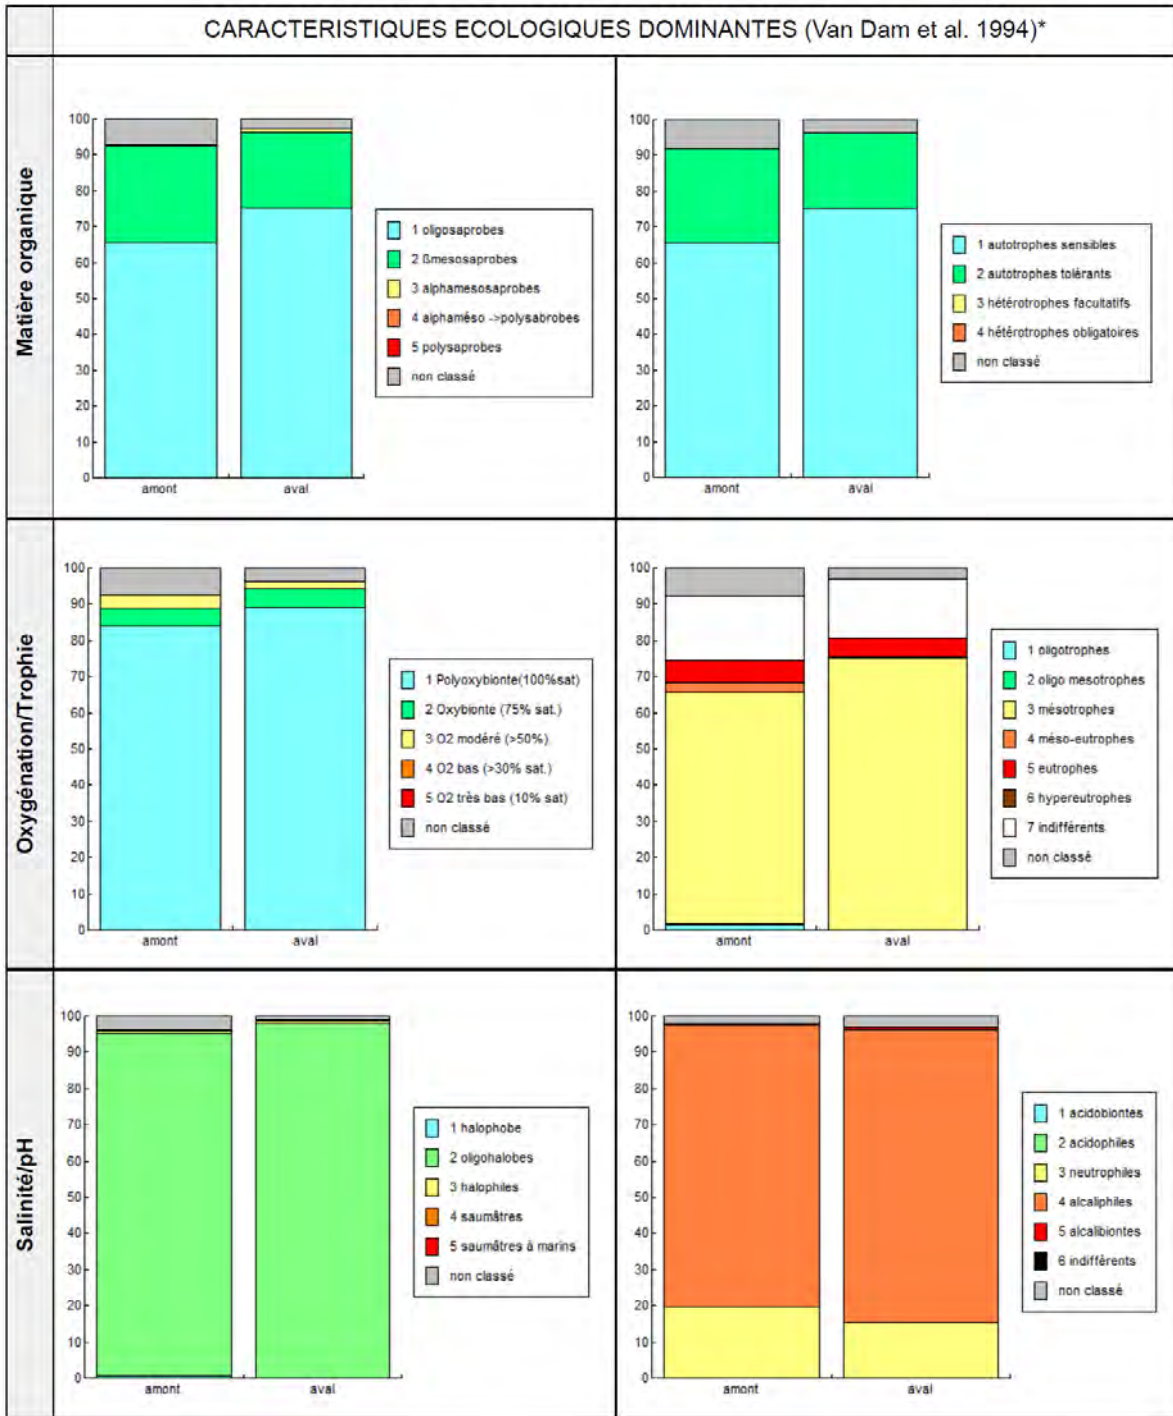 CARACTERISTIQUES ECOLOGIQUES DOMINANTES (Van Dam et al. 1994)*
Matière organique
100
90
80
70
60
50
40
30
20
10
0
amont
aval
1 oligosaprobes
2 ßmesosaprobes
3 alphamesosaprobes
4 alphaméso ->polysabrobes
5 polysaprobes
non classé
100
90
80
70
60
50
40
30
20
10
0
amont
aval
1 autotrophes sensibles
2 autotrophes tolérants
3 hétérotrophes facultatifs
4 hétérotrophes obligatoires
non classé
Oxygénation/Trophie
100
90
80
70
60
50
40
30
20
10
0
amont
aval
1 Polyoxybionte(100%sat)
2 Oxybionte (75% sat.)
3 O2 modéré (>50%)
4 O2 bas (>30% sat.)
5 O2 très bas (10% sat)
non classé
100
90
80
70
60
50
40
30
20
10
0
amont
aval
1 oligotrophes
2 oligo mesotrophes
3 mésotrophes
4 méso-eutrophes
5 eutrophes
6 hypereutrophes
7 indifférents
non classé
Salinité/pH
100
90
80
70
60
50
40
30
20
10
0
amont
aval
1 halophobe
2 oligohalobes
3 halophiles
4 saumâtres
5 saumâtres à marins
non classé
100
90
80
70
60
50
40
30
20
10
0
amont
aval
1 acidobiontes
2 acidophiles
3 neutrophiles
4 alcaliphiles
5 alcalibiontes
6 indifférents
non classé